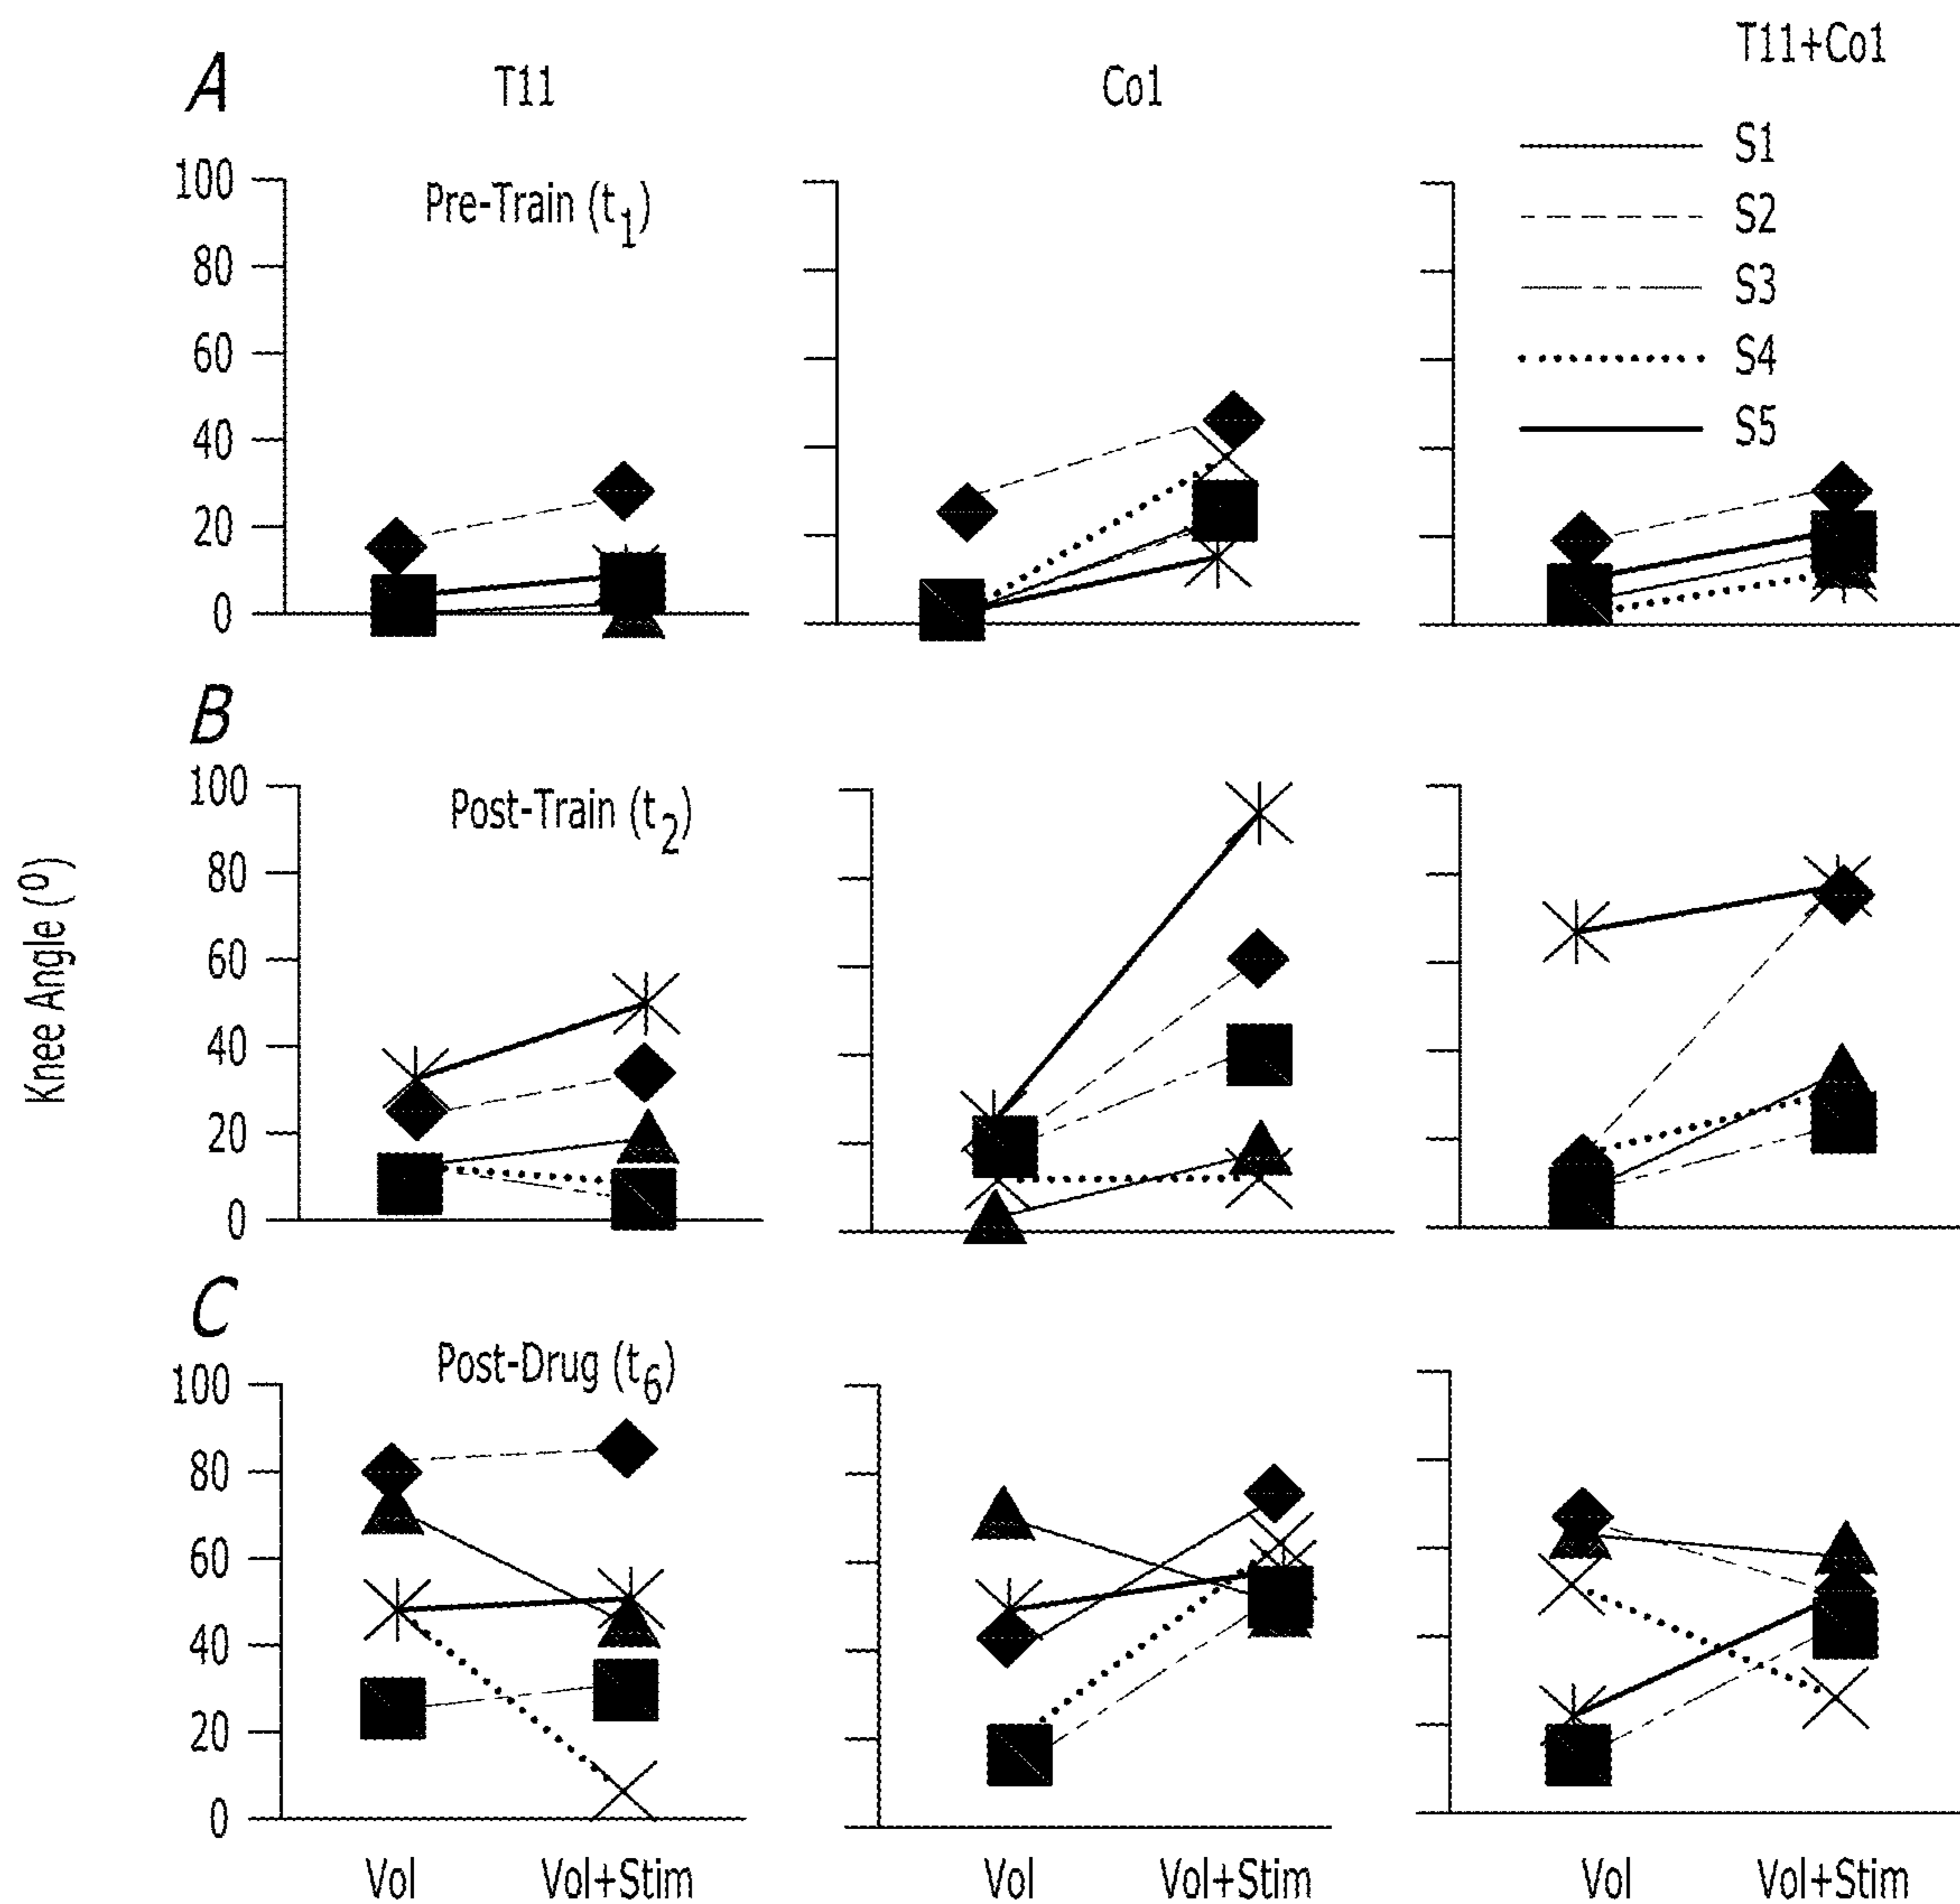 A
T11
Co1
T11+Co1
S1
S2
S3
S4
S5
Pre-Train (t1)
100
80
60
40
20
0
B
Post-Train (t2)
100
80
60
40
20
0
Knee Angle (º)
C
Post-Drug (t6)
100
80
60
40
20
0
Vol Vol+Stim
Vol Vol+Stim
Vol Vol+Stim